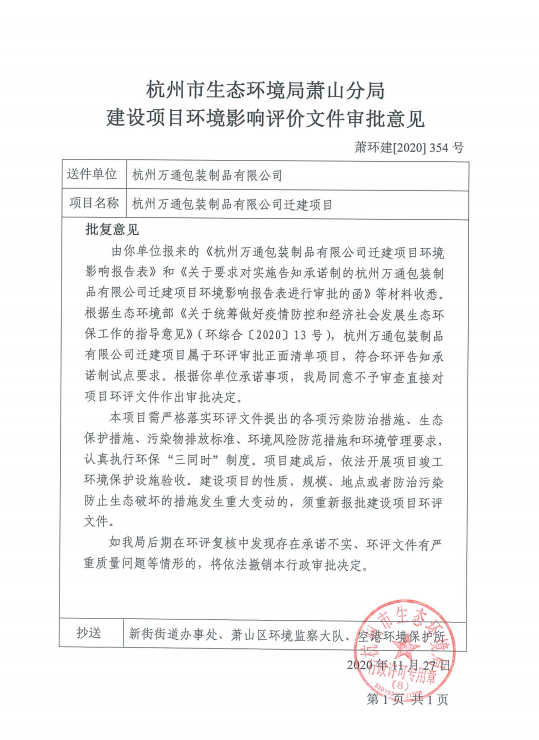 杭州市生态环境局萧山分局
建设项目环境影响评价文件审批意见
萧环建[2020] 354 号
送件单位 杭州万通包装制品有限公司
项目名称 杭州万通包装制品有限公司迁建项目
批复意见
由你单位报来的《杭州万通包装制品有限公司迁建项目环境
影响报告表》和《关于要求对实施告知承诺制的杭州万通包装制
品有限公司迁建项目环境影响报告表进行审批的函》等材料收悉。
根据生态环境部《关于统筹做好疫情防控和经济社会发展生态环
保工作的指导意见》（环综合〔2020〕13 号），杭州万通包装制品
有限公司迁建项目属于环评审批正面清单项目，符合环评告知承
诺制试点要求。根据你单位承诺事项，我局同意不予审查直接对
项目环评文件作出审批决定。
本项目需严格落实环评文件提出的各项污染防治措施、生态
保护措施、污染物排放标准、环境风险防范措施和环境管理要求，
认真执行环保“三同时”制度。项目建成后，依法开展项目竣工
环境保护设施验收。建设项目的性质、规模、地点或者防治污染
防止生态破坏的措施发生重大变动的，须重新报批建设项目环评
文件。
如我局后期在环评复核中发现存在承诺不实、环评文件有严
重质量问题等情形的，将依法撤销本行政审批决定。
抄送 新街街道办事处、萧山区环境监察大队、空港环境保护所
2020 年 11 月 27 日
杭州市生态环境局
行政许可专用章
(8)
第 1 页 共 1 页